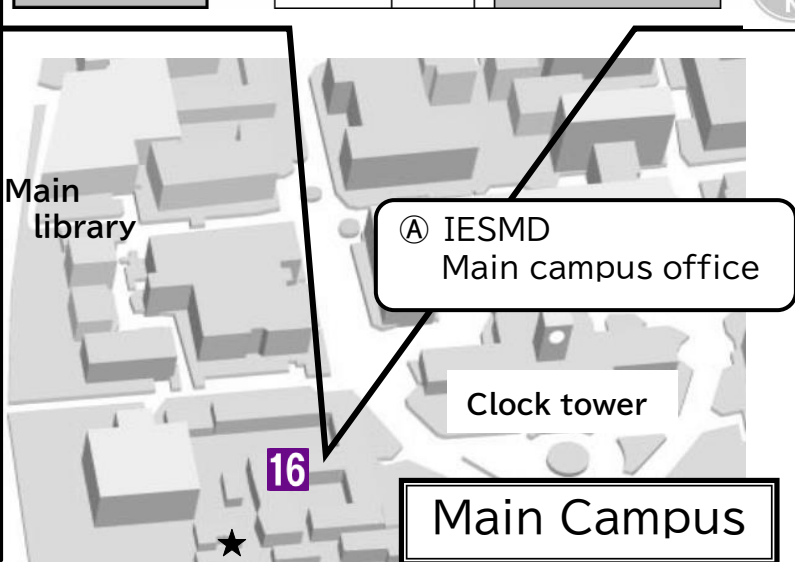 Main
library
Ⓐ IESMD
Main campus office
Clock tower
16
Main Campus